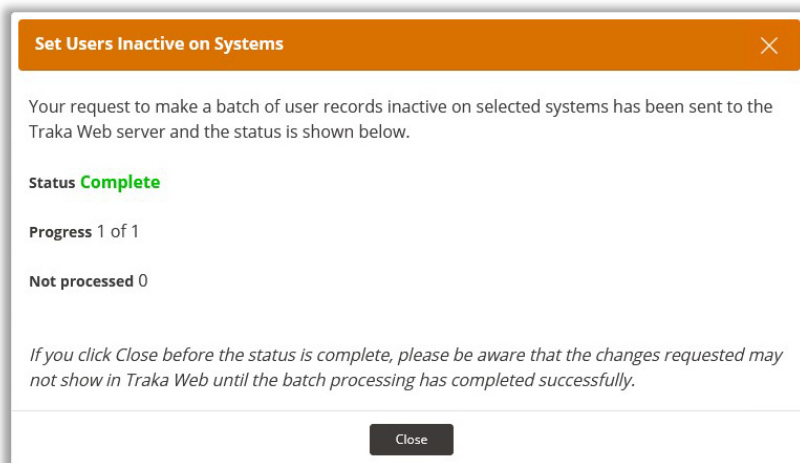 Set Users Inactive on Systems
Your request to make a batch of user records inactive on selected systems has been sent to the
Traka Web server and the status is shown below.
Status Complete
Progress 1 of 1
Not processed 0
If you click Close before the status is complete, please be aware that the changes requested may
not show in Traka Web until the batch processing has completed successfully.
Close